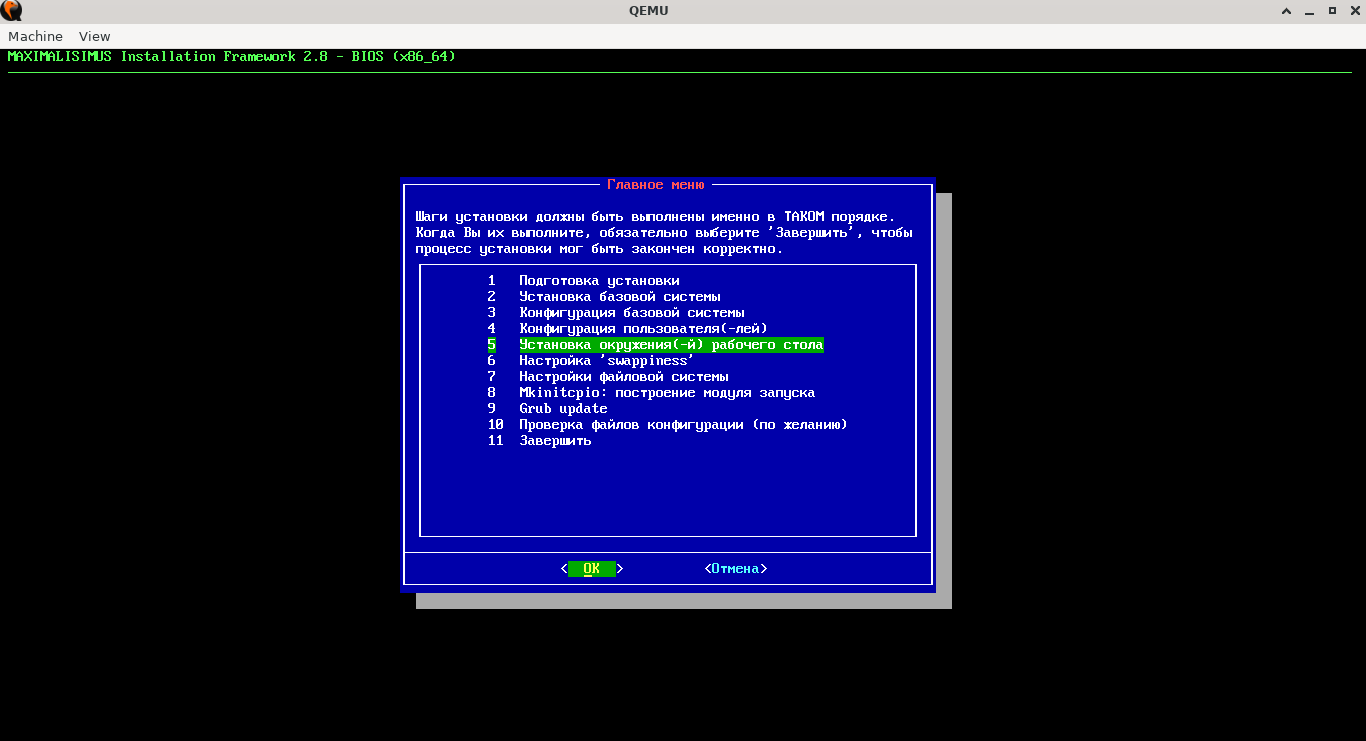 QEMU
Machine View
MAXIMALISIMUS Installation Framework 2.8 - BIOS (x86_64)
Главное меню
Шаги установки должны быть выполнены именно в ТАКОМ порядке.
Когда Вы их выполните, обязательно выберите 'Завершить', чтобы
процесс установки мог быть закончен корректно.
1 Подготовка установки
2 Установка базовой системы
3 Конфигурация базовой системы
4 Конфигурация пользователя(-лей)
5 Установка окружения(-й) рабочего стола
6 Настройка 'swappiness'
7 Настройки файловой системы
8 Mkinitcpio: построение модуля запуска
9 Grub update
10 Проверка файлов конфигурации (по желанию)
11 Завершить
< OK > <Отмена>